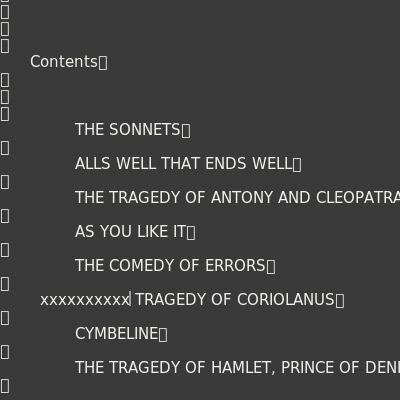 Contents
THE SONNETS
ALLS WELL THAT ENDS WELL
THE TRAGEDY OF ANTONY AND CLEOPATRA
AS YOU LIKE IT
THE COMEDY OF ERRORS
xxxxxxxxxx TRAGEDY OF CORIOLANUS
CYMBELINE
THE TRAGEDY OF HAMLET, PRINCE OF DEN